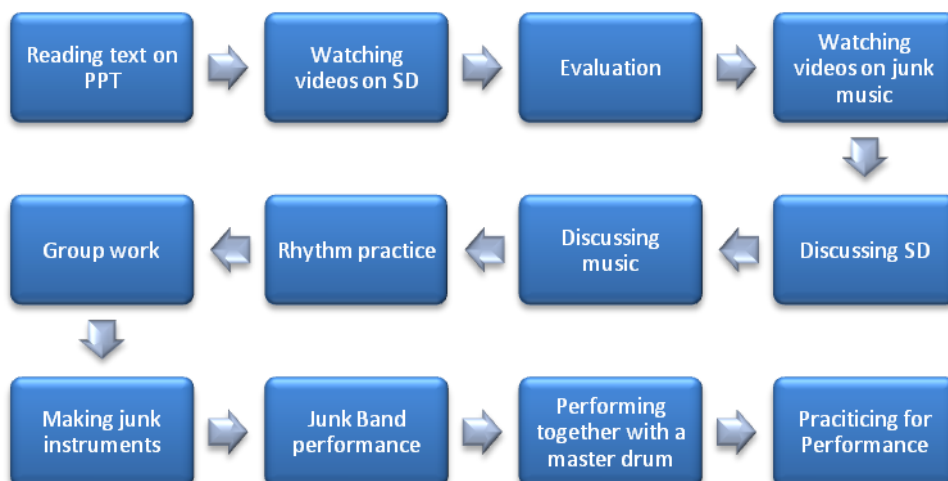 Reading text on
PPT
Watching
videos on SD
Evaluation
Watching
videos on junk
music
Discussing SD
Discussing
music
Rhythm practice
Group work
Making junk
instruments
Junk Band
performance
Performing
together with a
master drum
Praciticing for
Performance